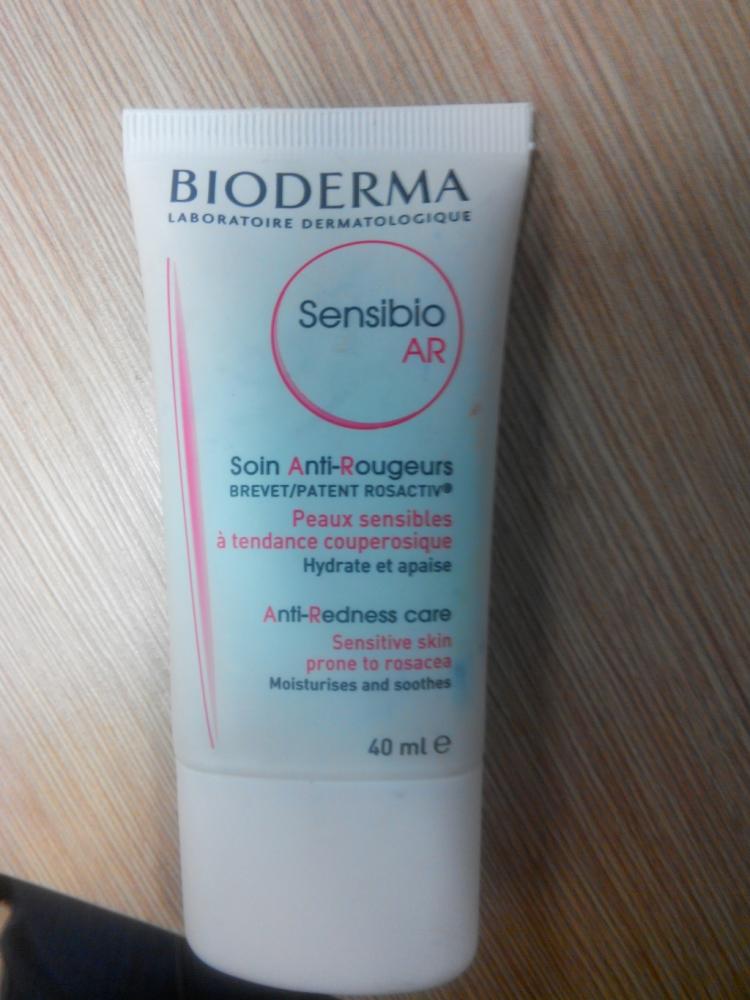 BIODERMA
LABORATOIRE DERMATOLOGIQUE
Sensibio
AR
Soin Anti-Rougeurs
BREVET/PATENT ROSACTIV®
Peaux sensibles
à tendance couperosique
Hydrate et apaise
Anti-Redness care
Sensitive skin
prone to rosacea
Moisturises and soothes
40 ml ℮